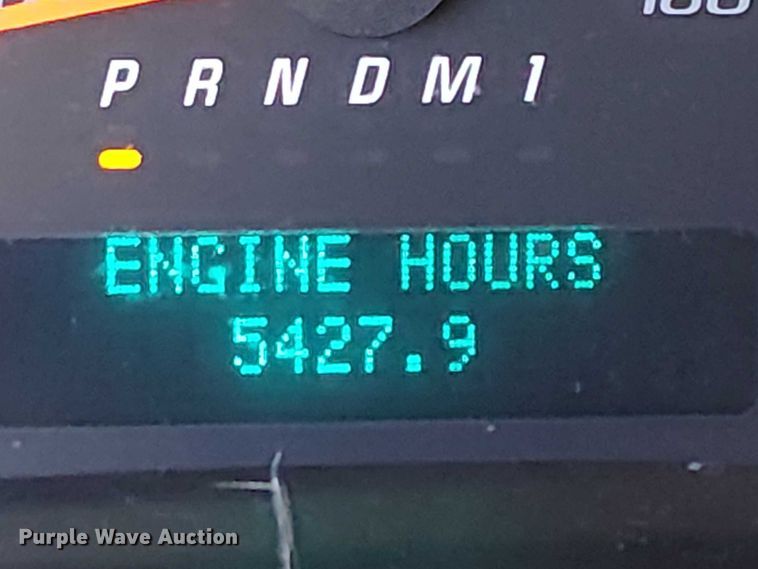 P R N D M 1
ENGINE HOURS
5427.9
Purple Wave Auction